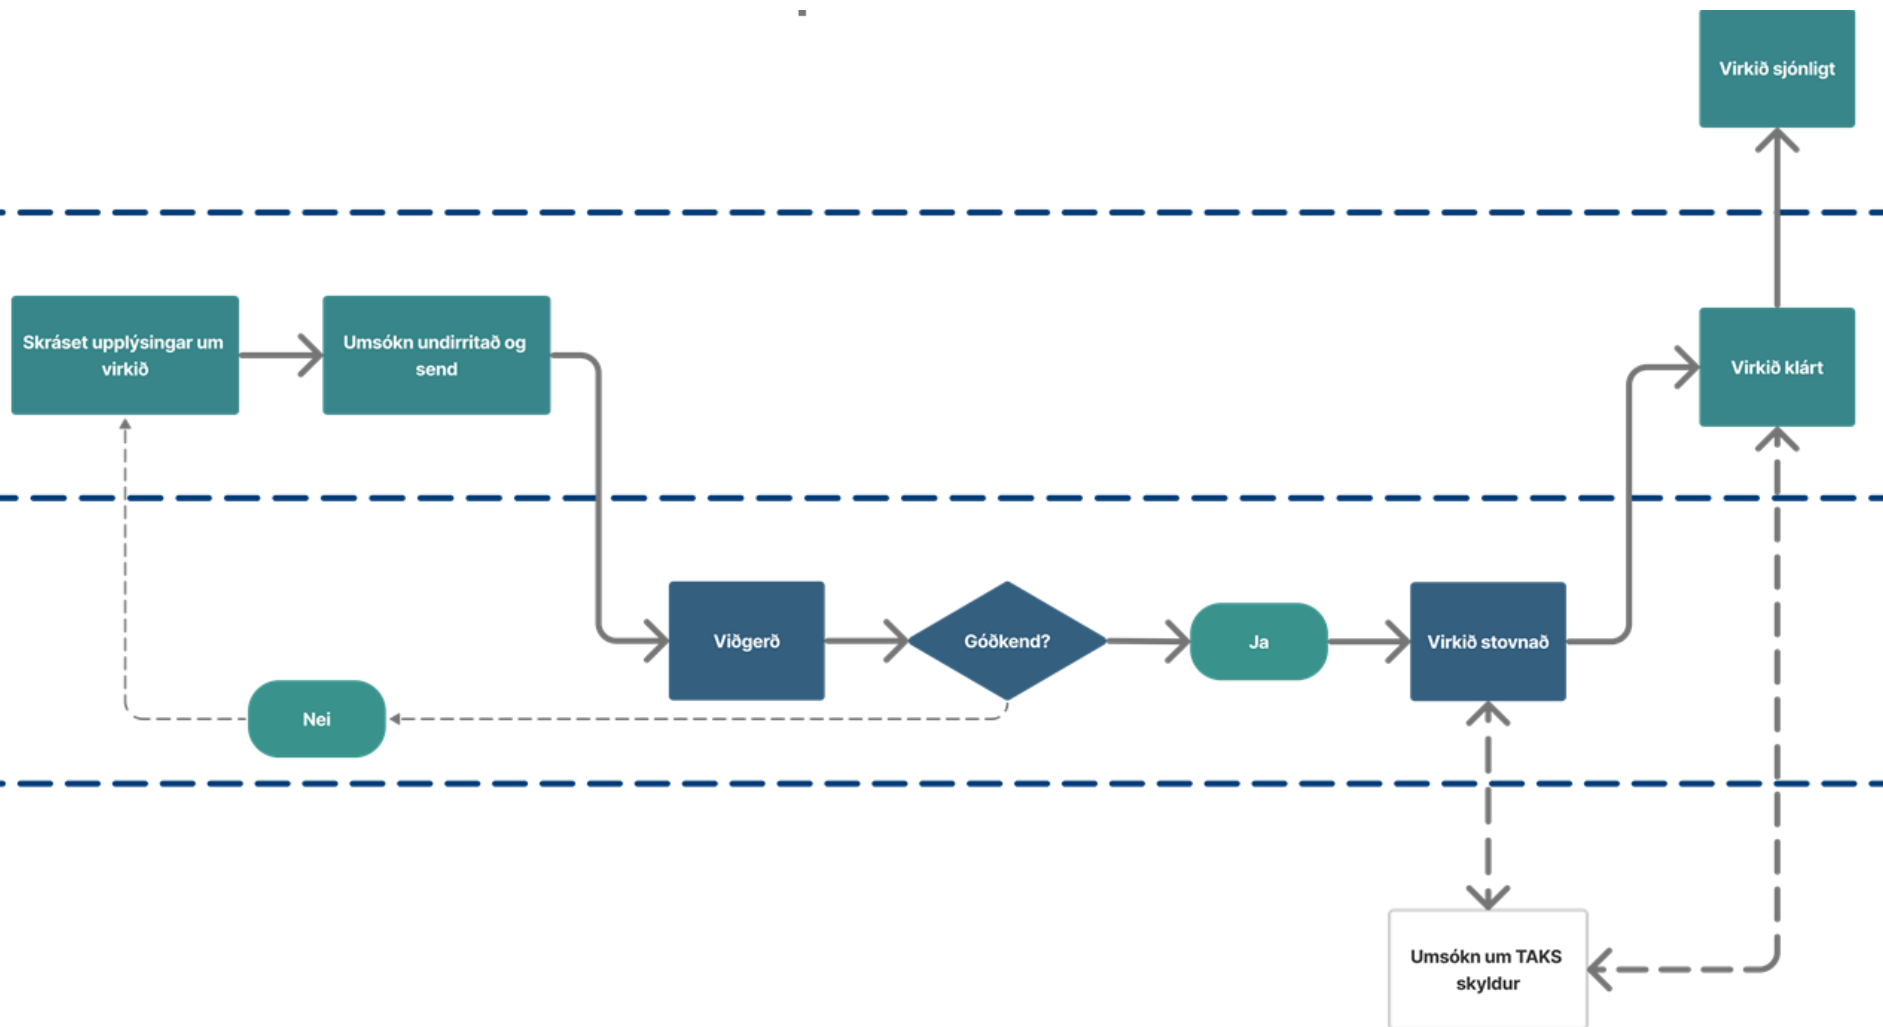 Virkið sjónligt
Skráset upplýsingar um
virkið
Umsókn undirritað og
send
Virkið klárt
Viðgerð
Góðkend?
Ja
Virkið stovnað
Nei
Umsókn um TAKS
skyldur